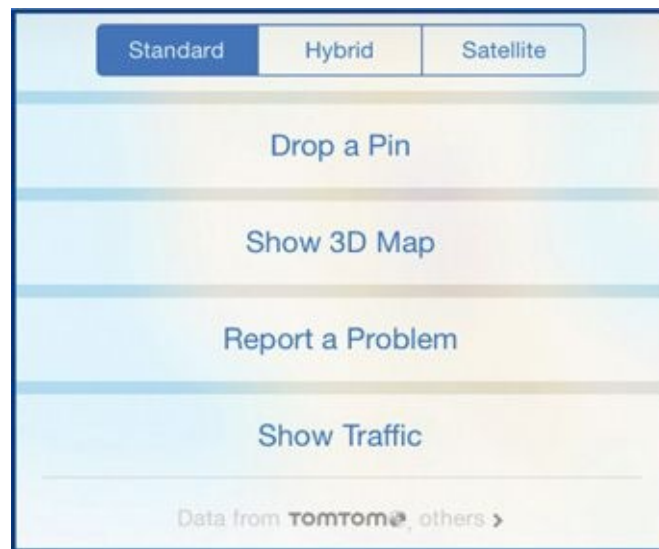 Standard Hybrid Satellite
Drop a Pin
Show 3D Map
Report a Problem
Show Traffic
Data from TOMTOM, others >